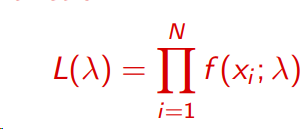 L(λ) = ∏_{i=1}^{N} f(x_i; λ)